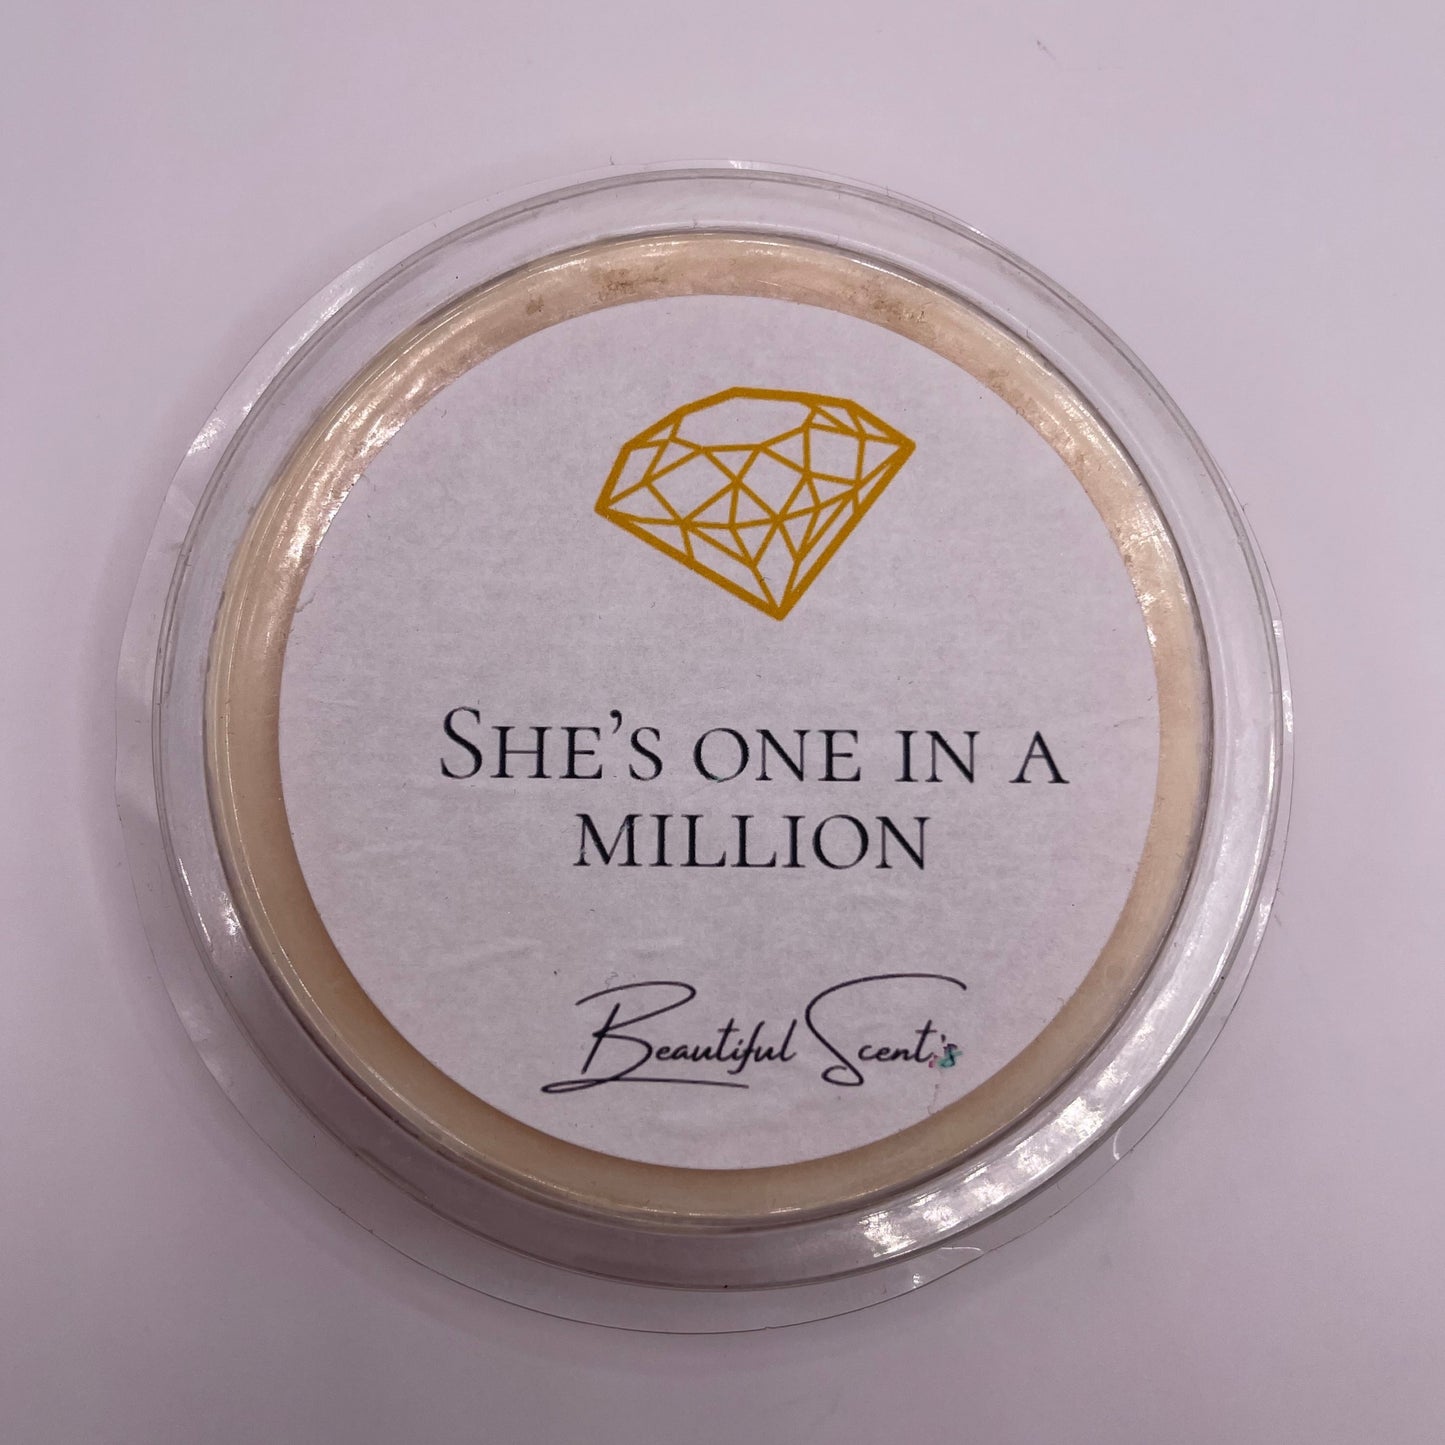 She's one in a
million
Beautiful Scent's